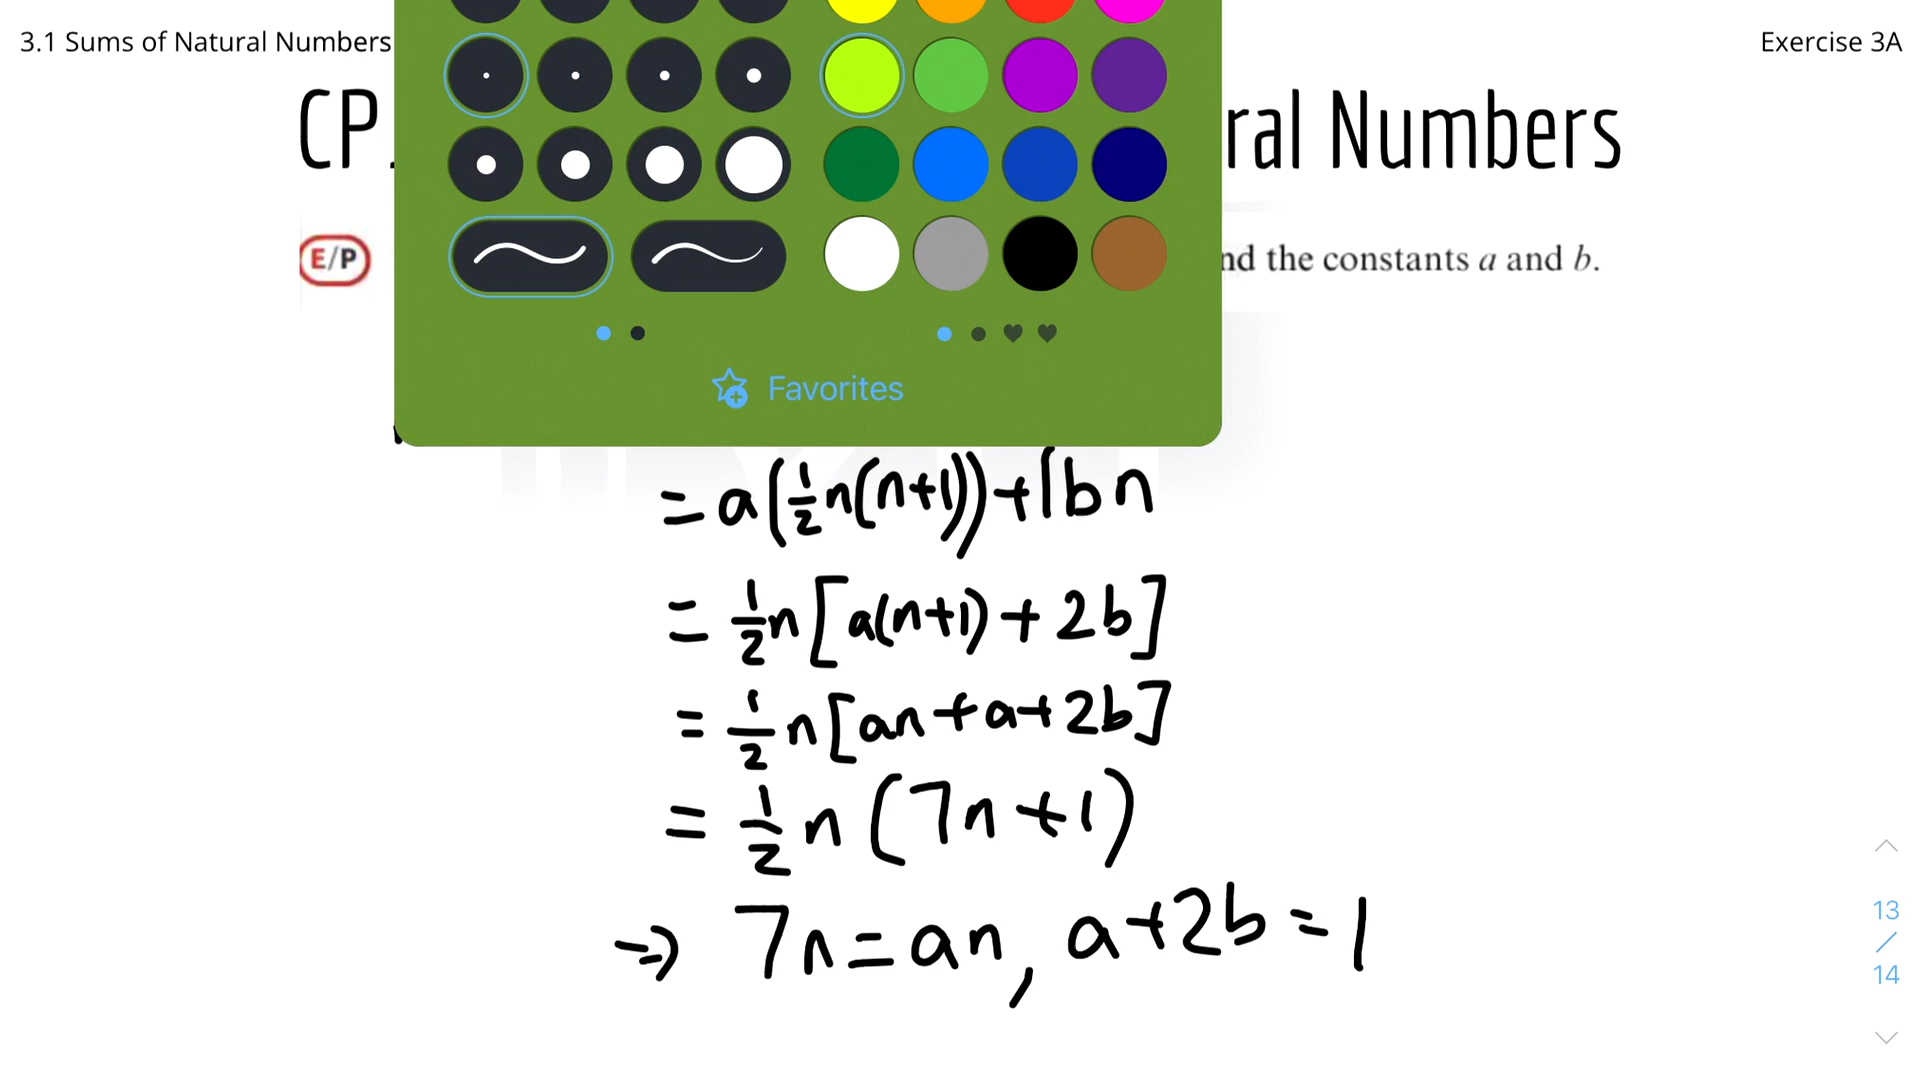 3.1 Sums of Natural Numbers
Exercise 3A
CP. ral Numbers
E/P nd the constants a and b.
Favorites
= a(½n(n+1)) + bn
= ½n[a(n+1) + 2b]
= ½n[an + a + 2b]
= ½n(7n+1)
⇒ 7n = an, a+2b = 1
13
/
14